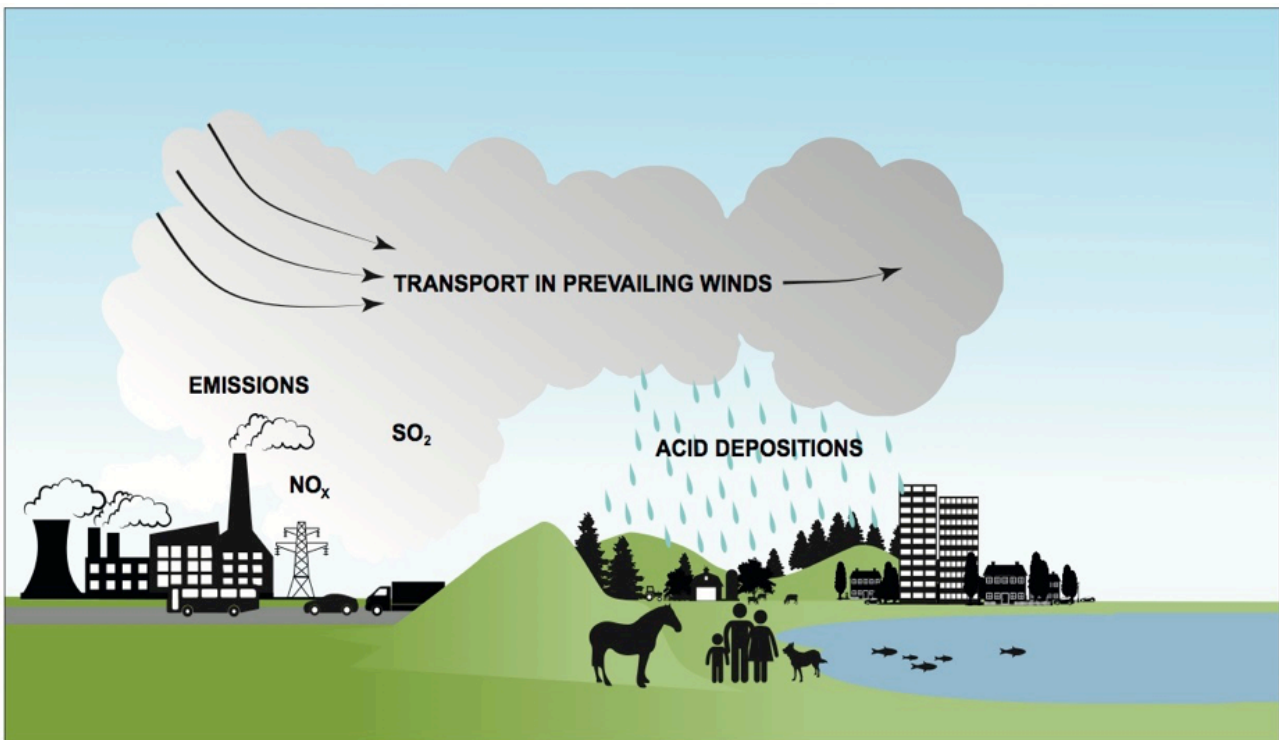 TRANSPORT IN PREVAILING WINDS
EMISSIONS
SO₂
ACID DEPOSITIONS
NOₓ